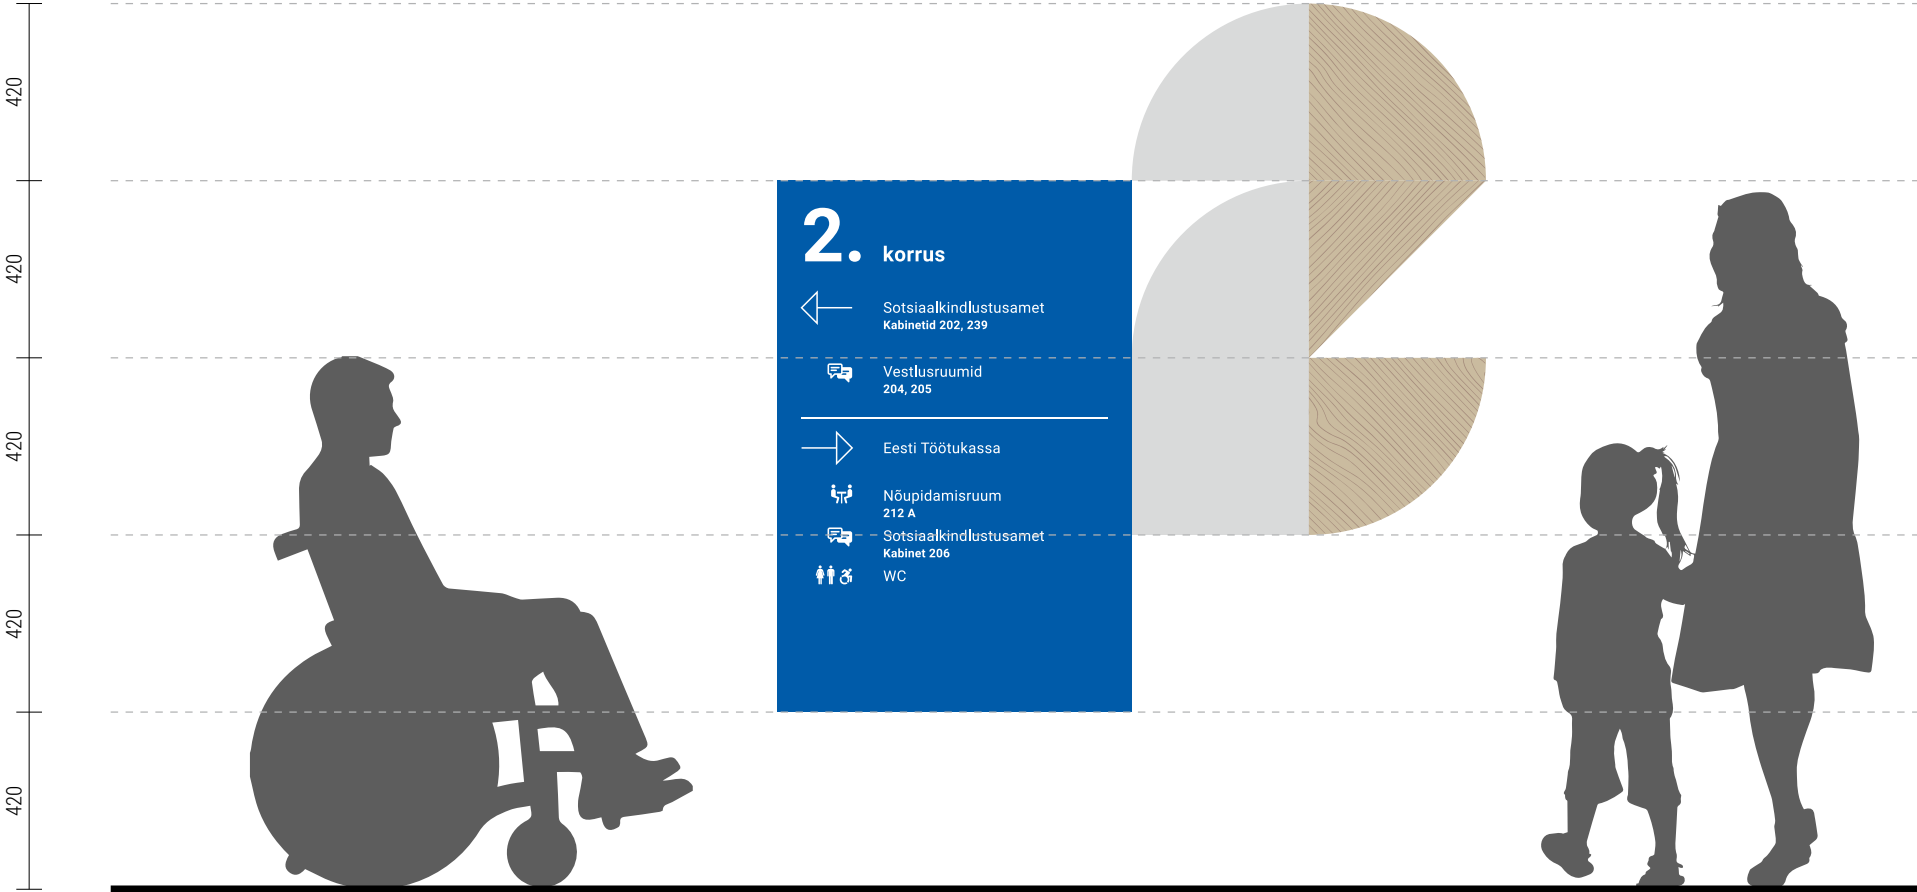 420
420
420
420
420
2. korrus
Sotsiaalkindlustusamet
Kabinetid 202, 239
Vestlusruumid
204, 205
Eesti Töötukassa
Nõupidamisruum
212 A
Sotsiaalkindlustusamet
Kabinet 206
WC